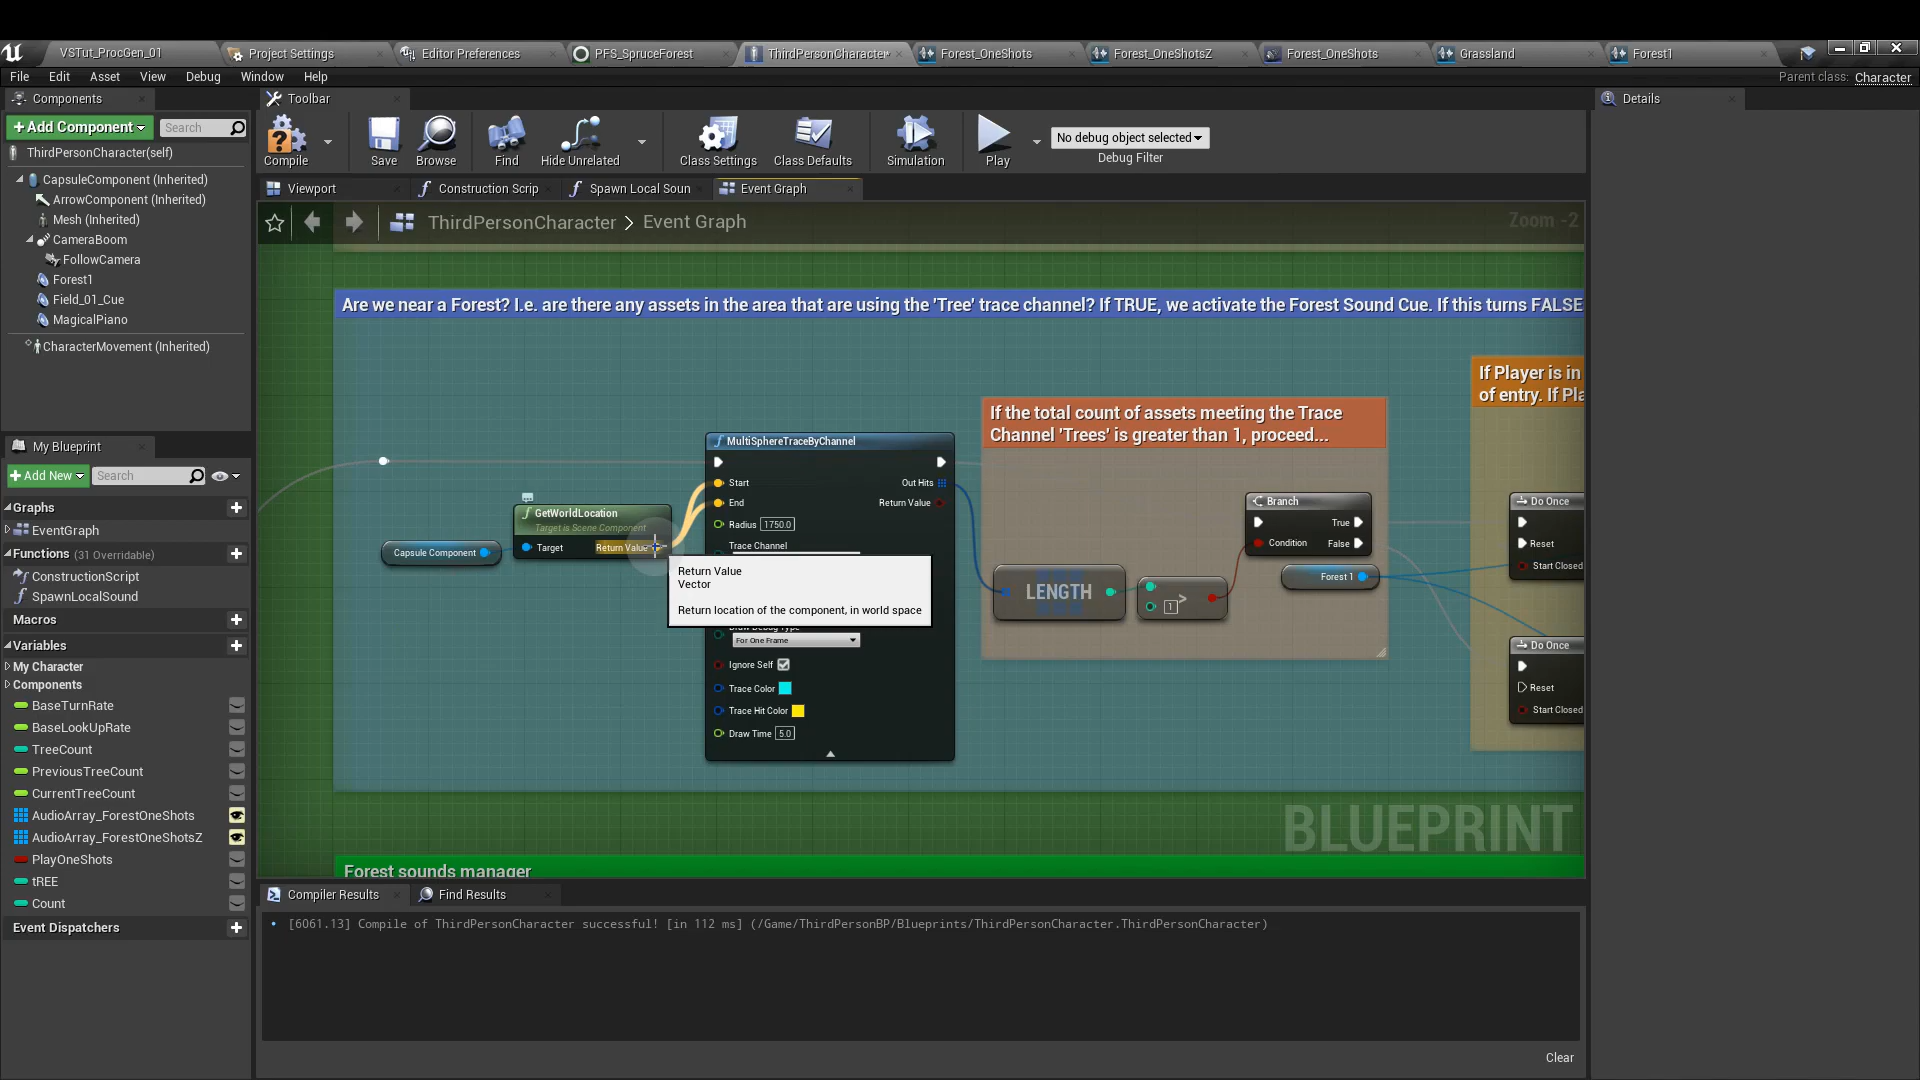 VSTut_ProcGen_01
Project Settings
Editor Preferences
PFS_SpruceForest
ThirdPersonCharacter*
Forest_OneShots
Forest_OneShotsZ
Forest_OneShots
Grassland
Forest1
File Edit Asset View Debug Window Help
Parent class: Character
Components
Toolbar
Details
+ Add Component
Search
Compile
Save
Browse
Find
Hide Unrelated
Class Settings
Class Defaults
Simulation
Play
No debug object selected
Debug Filter
ThirdPersonCharacter(self)
CapsuleComponent (Inherited)
ArrowComponent (Inherited)
Mesh (Inherited)
CameraBoom
FollowCamera
Forest1
Field_01_Cue
MagicalPiano
CharacterMovement (Inherited)
Viewport
Construction Scrip
Spawn Local Soun
Event Graph
ThirdPersonCharacter > Event Graph
Zoom -2
Are we near a Forest? I.e. are there any assets in the area that are using the 'Tree' trace channel? If TRUE, we activate the Forest Sound Cue. If this turns FALSE
If Player is in
of entry. If Pla
If the total count of assets meeting the Trace
Channel 'Trees' is greater than 1, proceed...
MultiSphereTraceByChannel
Start
Out Hits
End
Return Value
Radius 1750.0
Trace Channel
GetWorldLocation
Target is Scene Component
Target
Return Value
Capsule Component
Return Value
Vector
Return location of the component, in world space
Draw Debug Type
For One Frame
Ignore Self
Trace Color
Trace Hit Color
Draw Time 5.0
LENGTH
1
>
Branch
True
Condition
False
Forest 1
Do Once
Reset
Start Closed
Do Once
Reset
Start Closed
BLUEPRINT
Forest sounds manager
My Blueprint
+ Add New
Search
Graphs
EventGraph
Functions (31 Overridable)
ConstructionScript
SpawnLocalSound
Macros
Variables
My Character
Components
BaseTurnRate
BaseLookUpRate
TreeCount
PreviousTreeCount
CurrentTreeCount
AudioArray_ForestOneShots
AudioArray_ForestOneShotsZ
PlayOneShots
tREE
Count
Event Dispatchers
Compiler Results
Find Results
[6061.13] Compile of ThirdPersonCharacter successful! [in 112 ms] (/Game/ThirdPersonBP/Blueprints/ThirdPersonCharacter.ThirdPersonCharacter)
Clear